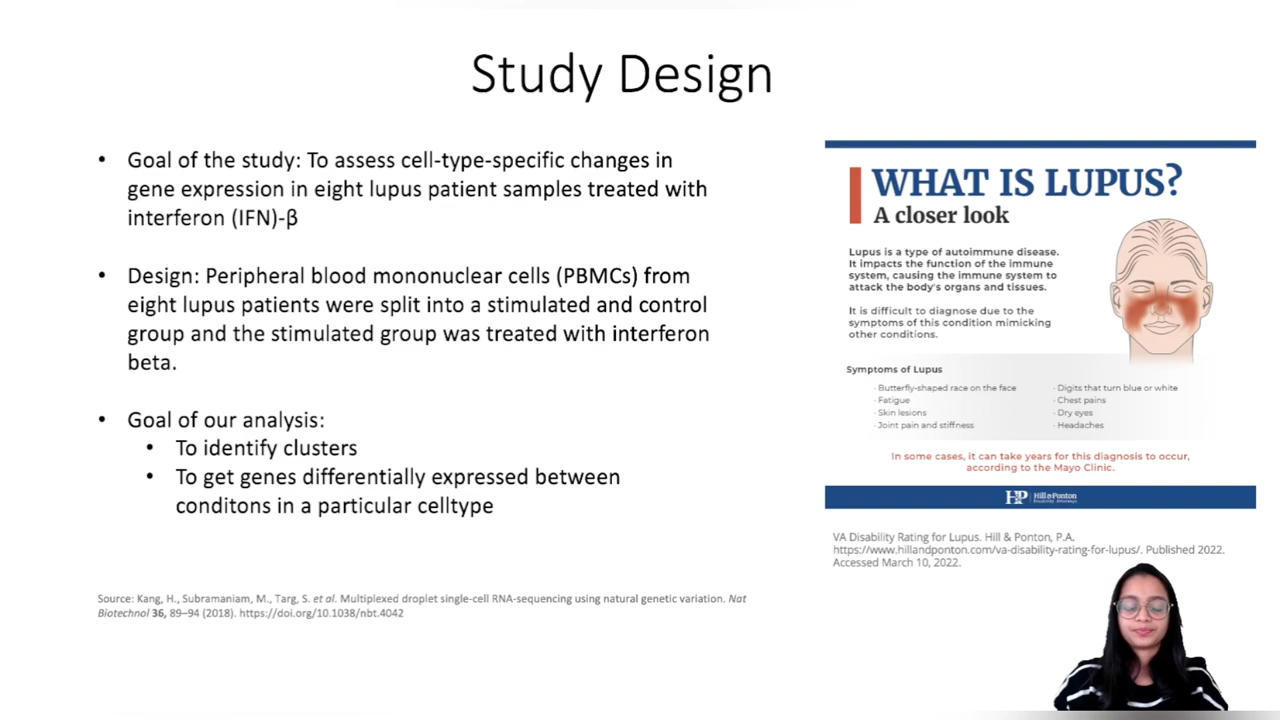 Study Design
• Goal of the study: To assess cell-type-specific changes in
gene expression in eight lupus patient samples treated with
interferon (IFN)-β
• Design: Peripheral blood mononuclear cells (PBMCs) from
eight lupus patients were split into a stimulated and control
group and the stimulated group was treated with interferon
beta.
• Goal of our analysis:
• To identify clusters
• To get genes differentially expressed between
conditons in a particular celltype
Source: Kang, H., Subramaniam, M., Targ, S. et al. Multiplexed droplet single-cell RNA-sequencing using natural genetic variation. Nat
Biotechnol 36, 89–94 (2018). https://doi.org/10.1038/nbt.4042
WHAT IS LUPUS?
A closer look
Lupus is a type of autoimmune disease.
It impacts the function of the immune
system, causing the immune system to
attack the body's organs and tissues.
It is difficult to diagnose due to the
symptoms of this condition mimicking
other conditions.
Symptoms of Lupus
· Butterfly-shaped race on the face
· Fatigue
· Skin lesions
· Joint pain and stiffness
· Digits that turn blue or white
· Chest pains
· Dry eyes
· Headaches
In some cases, it can take years for this diagnosis to occur,
according to the Mayo Clinic.
HP Hill & Ponton
Disability Attorneys
VA Disability Rating for Lupus. Hill & Ponton, P.A.
https://www.hillandponton.com/va-disability-rating-for-lupus/. Published 2022.
Accessed March 10, 2022.